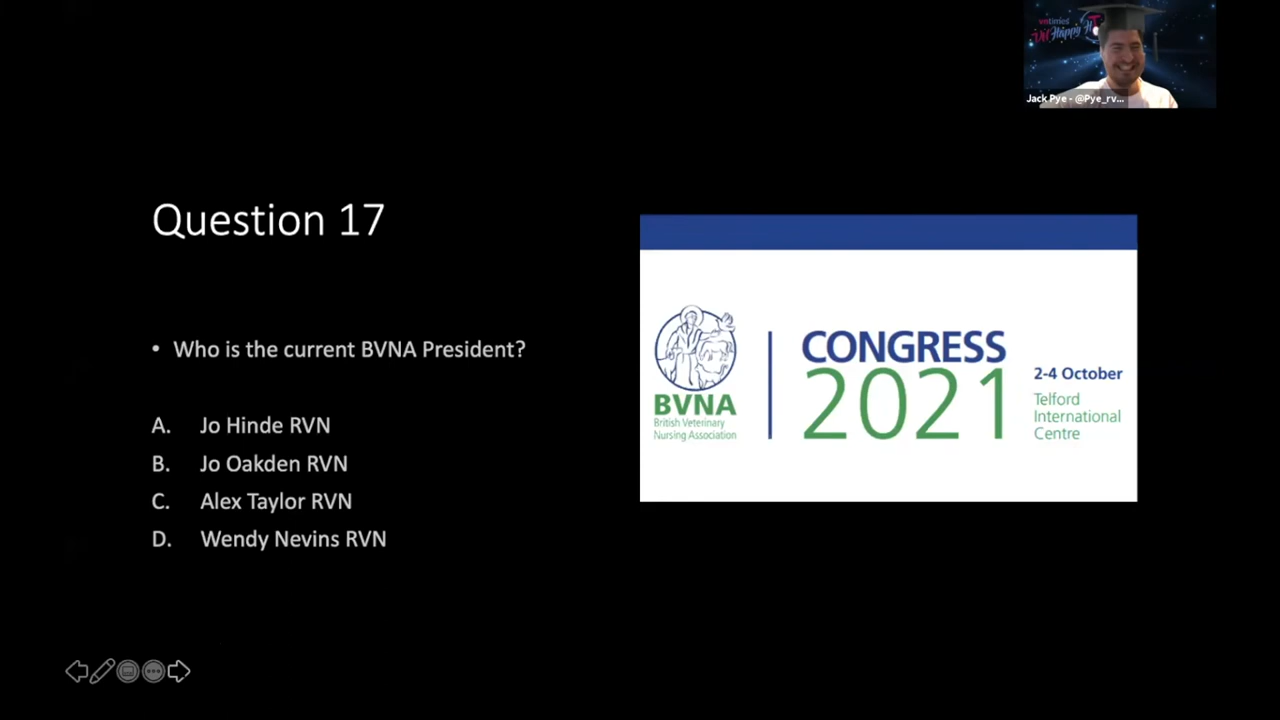 vntimes
Jack Pye - @Pye_rv...
Question 17
• Who is the current BVNA President?
A. Jo Hinde RVN
B. Jo Oakden RVN
C. Alex Taylor RVN
D. Wendy Nevins RVN
BVNA
British Veterinary
Nursing Association
CONGRESS
2021
2-4 October
Telford
International
Centre